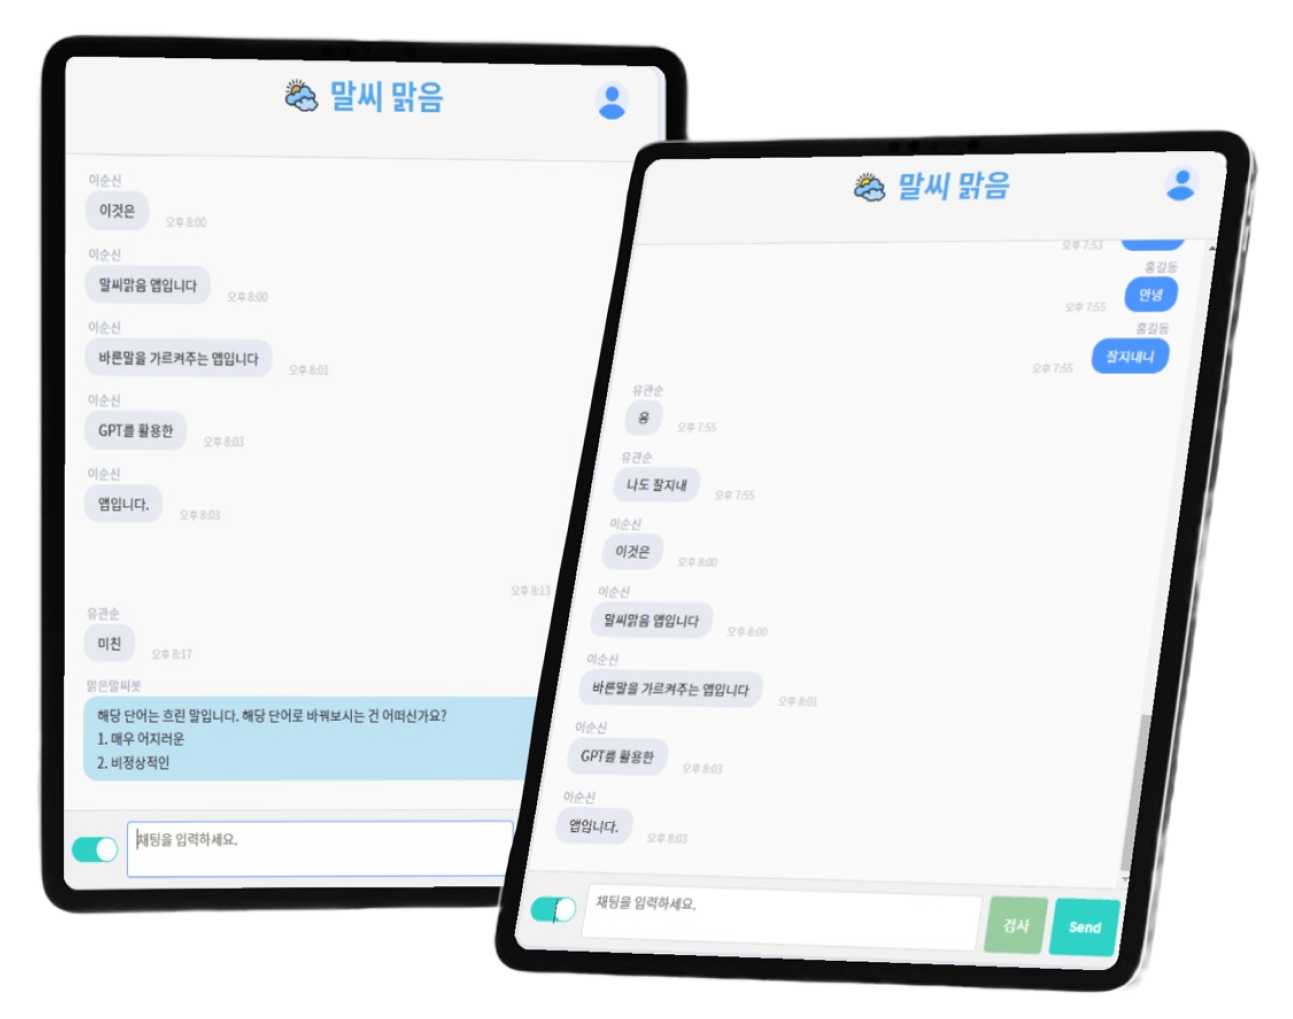 말씨 맑음
이순신
이것은
오후 8:00
이순신
말씨맑음 앱입니다
오후 8:00
이순신
바른말을 가르켜주는 앱입니다
오후 8:01
이순신
GPT를 활용한
오후 8:03
이순신
앱입니다.
오후 8:03
오후 8:13
유관순
미친
오후 8:17
맑은말씨봇
해당 단어는 흐린 말입니다. 해당 단어로 바꿔보시는 건 어떠신가요?
1. 매우 어지러운
2. 비정상적인
채팅을 입력하세요.
말씨 맑음
오후 7:53
홍길동
안녕
오후 7:55
홍길동
잘지내니
오후 7:55
유관순
응
오후 7:55
유관순
나도 잘지내
오후 7:55
이순신
이것은
오후 8:00
이순신
말씨맑음 앱입니다
오후 8:00
이순신
바른말을 가르켜주는 앱입니다
오후 8:01
이순신
GPT를 활용한
오후 8:03
이순신
앱입니다.
오후 8:03
채팅을 입력하세요.
검사
Send